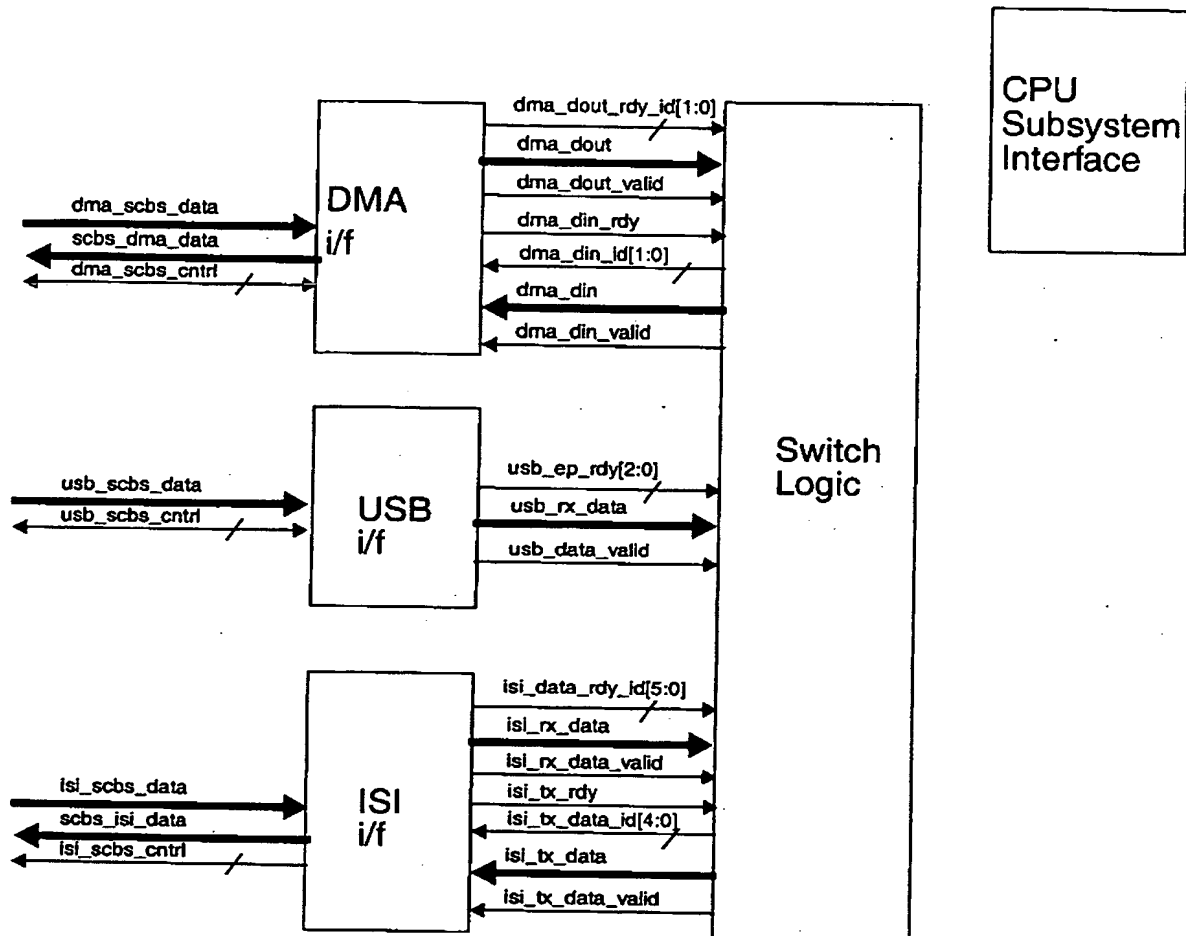 CPU
Subsystem
Interface
dma_dout_rdy_id[1:0]
dma_dout
dma_dout_valid
dma_din_rdy
dma_din_id[1:0]
dma_din
dma_din_valid
DMA
i/f
dma_scbs_data
scbs_dma_data
dma_scbs_cntrl
Switch
Logic
usb_ep_rdy[2:0]
usb_rx_data
usb_data_valid
usb_scbs_data
usb_scbs_cntrl
USB
i/f
isi_data_rdy_id[5:0]
isi_rx_data
isi_rx_data_valid
isi_tx_rdy
isi_tx_data_id[4:0]
isi_tx_data
isi_tx_data_valid
isi_scbs_data
scbs_isi_data
isi_scbs_cntrl
ISI
i/f